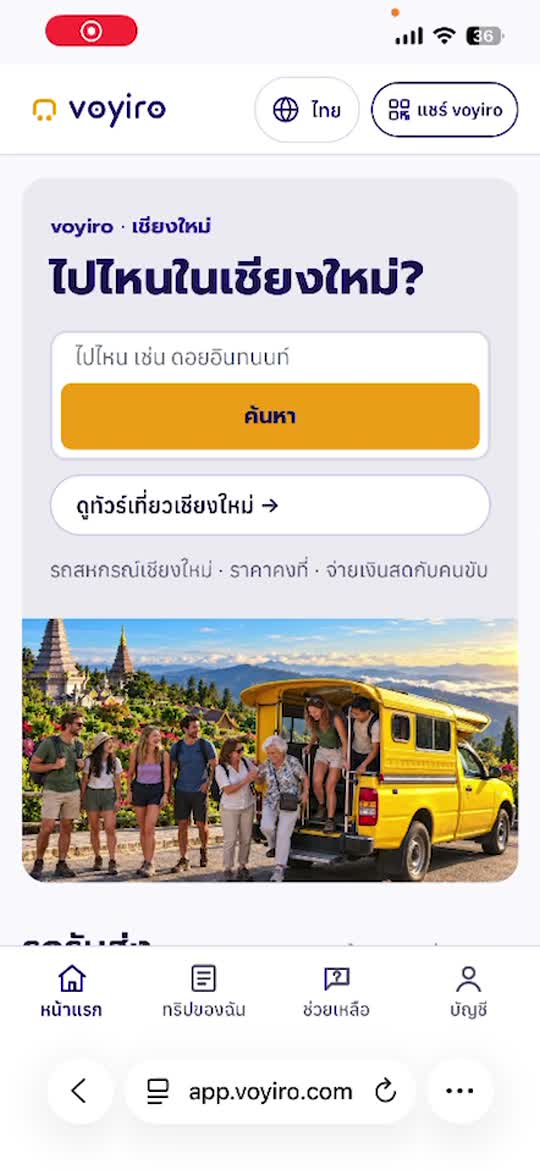 36
voyiro
ไทย
แชร์ voyiro
voyiro · เชียงใหม่
ไปไหนในเชียงใหม่?
ไปไหน เช่น ดอยอินทนนท์
ค้นหา
ดูทัวร์เที่ยวเชียงใหม่ →
รถสหกรณ์เชียงใหม่ · ราคาคงที่ · จ่ายเงินสดกับคนขับ
หน้าแรก
ทริปของฉัน
ช่วยเหลือ
บัญชี
app.voyiro.com